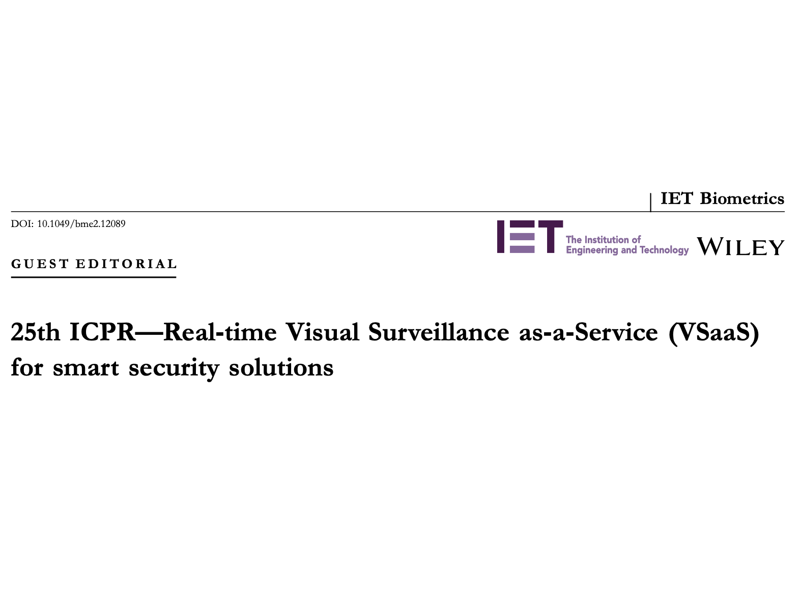 IET Biometrics
DOI: 10.1049/bme2.12089
IET The Institution of
Engineering and Technology
WILEY
GUEST EDITORIAL
25th ICPR—Real-time Visual Surveillance as-a-Service (VSaaS)
for smart security solutions